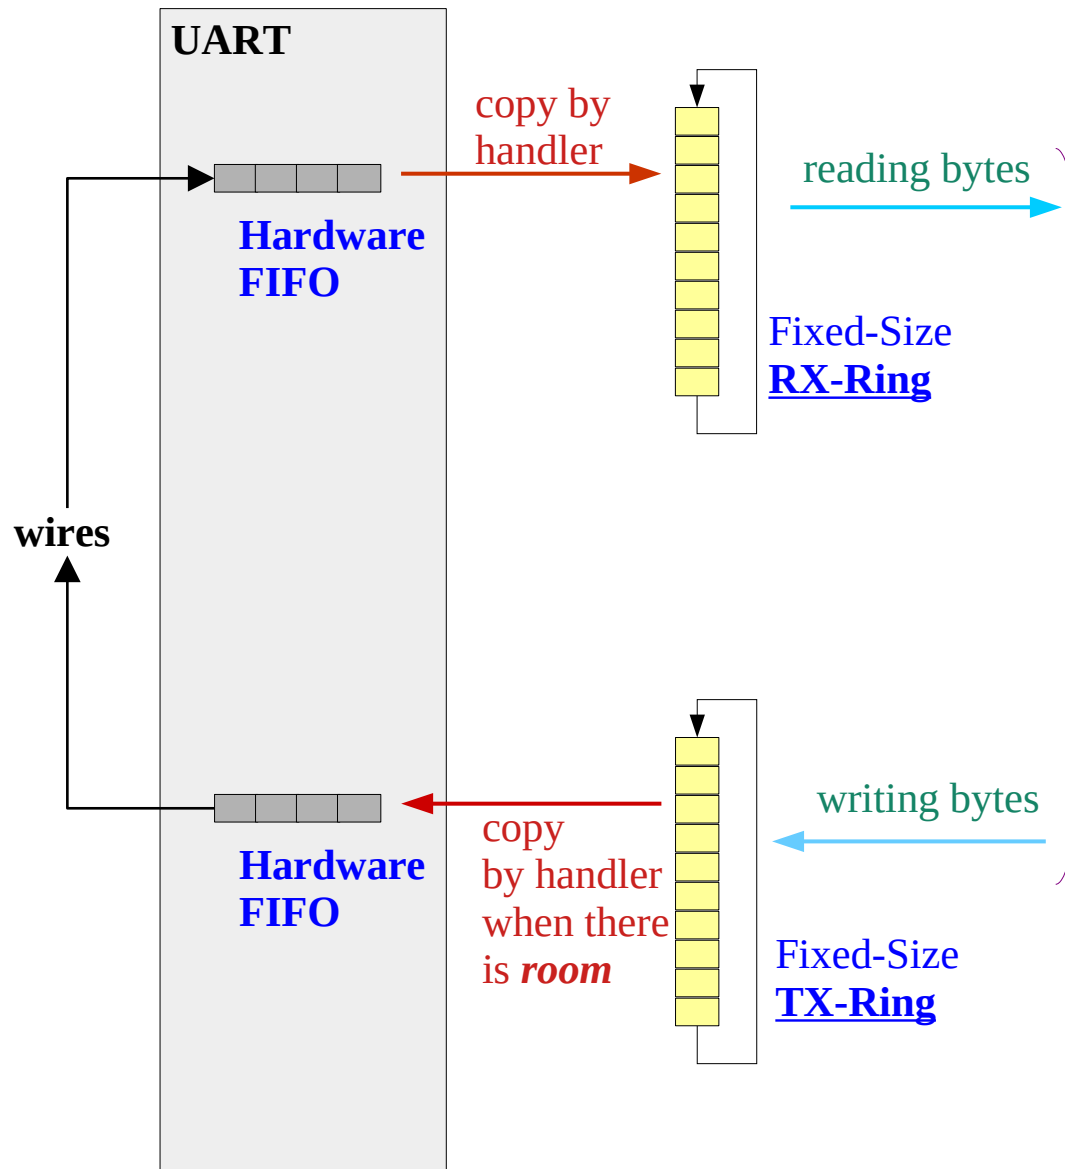 UART
copy by
handler
reading bytes
Hardware
FIFO
Fixed-Size
RX-Ring
wires
writing bytes
copy
by handler
when there
is room
Hardware
FIFO
Fixed-Size
TX-Ring